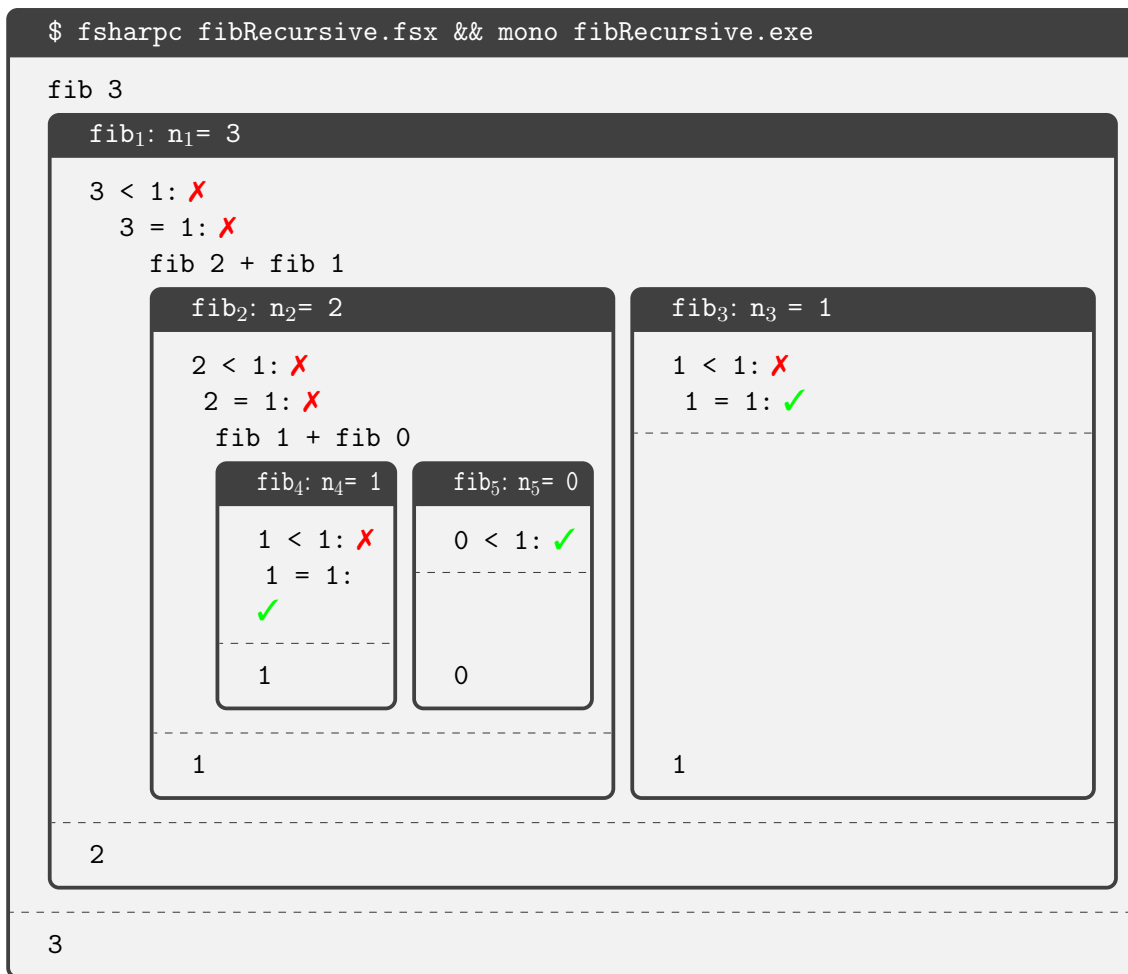 $ fsharpc fibRecursive.fsx && mono fibRecursive.exe
fib 3
fib₁: n₁= 3
3 < 1: ✗
3 = 1: ✗
fib 2 + fib 1
fib₂: n₂= 2
2 < 1: ✗
2 = 1: ✗
fib 1 + fib 0
fib₄: n₄= 1
1 < 1: ✗
1 = 1:
✓
1
fib₅: n₅= 0
0 < 1: ✓
0
1
fib₃: n₃ = 1
1 < 1: ✗
1 = 1: ✓
1
2
3